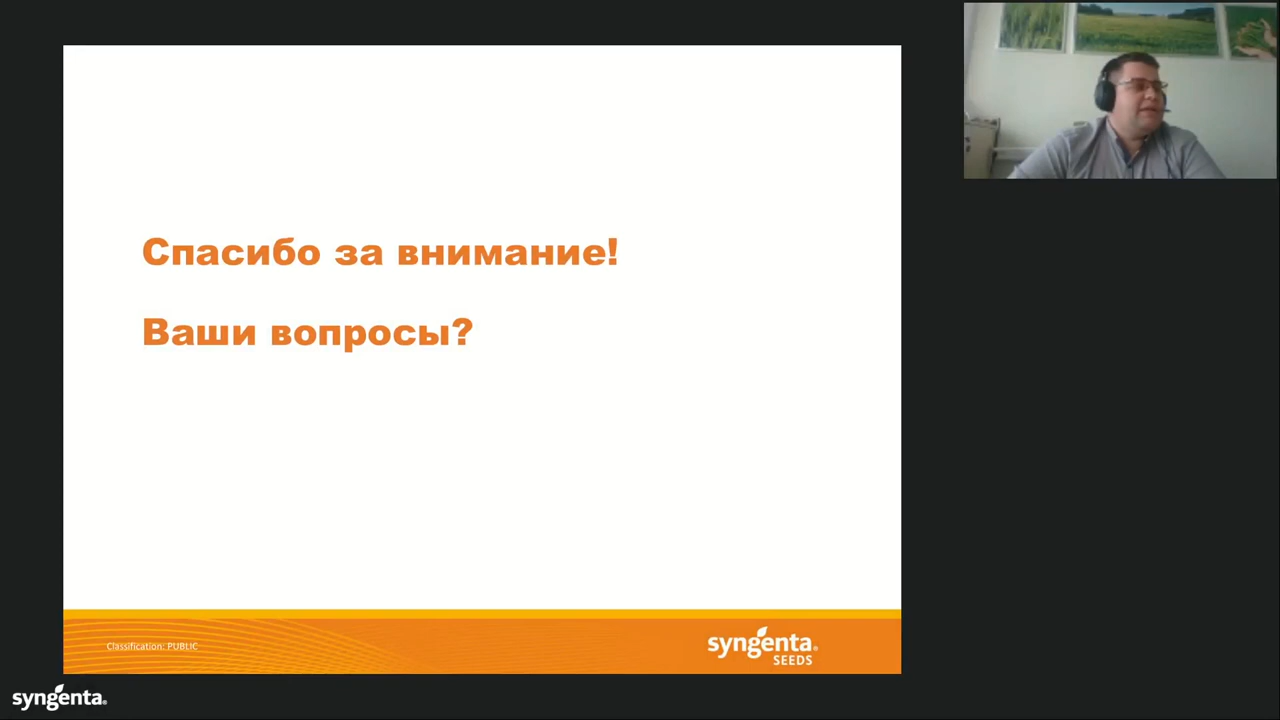 Спасибо за внимание!
Ваши вопросы?
Classification: PUBLIC
syngenta.
SEEDS
syngenta.